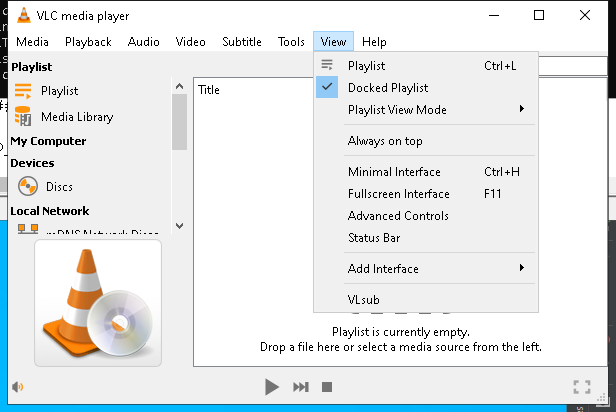 VLC media player
Media Playback Audio Video Subtitle Tools View Help
Playlist
Playlist
Media Library
My Computer
Devices
Discs
Local Network
mDNS Network Discs
Title
Playlist Ctrl+L
Docked Playlist
Playlist View Mode
Always on top
Minimal Interface Ctrl+H
Fullscreen Interface F11
Advanced Controls
Status Bar
Add Interface
VLsub
Playlist is currently empty.
Drop a file here or select a media source from the left.